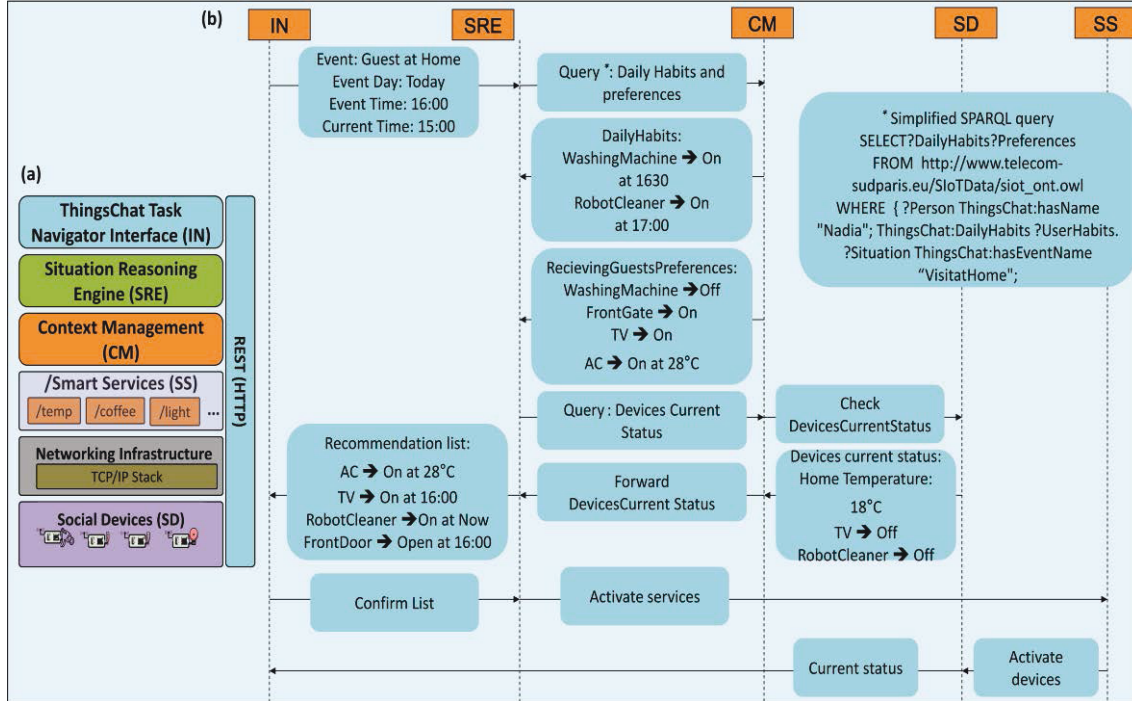 (b)
IN
SRE
CM
SD
SS
Event: Guest at Home
Event Day: Today
Event Time: 16:00
Current Time: 15:00
Query *: Daily Habits and
preferences
DailyHabits:
WashingMachine ➔ On
at 1630
RobotCleaner ➔ On
at 17:00
* Simplified SPARQL query
SELECT?DailyHabits?Preferences
FROM http://www.telecom-
sudparis.eu/SIoTData/siot_ont.owl
WHERE { ?Person ThingsChat:hasName
"Nadia"; ThingsChat:DailyHabits ?UserHabits.
?Situation ThingsChat:hasEventName
“VisitatHome";
(a)
ThingsChat Task
Navigator Interface (IN)
Situation Reasoning
Engine (SRE)
Context Management
(CM)
/Smart Services (SS)
/temp
/coffee
/light
...
Networking Infrastructure
TCP/IP Stack
Social Devices (SD)
REST (HTTP)
RecievingGuestsPreferences:
WashingMachine ➔Off
FrontGate ➔ On
TV ➔ On
AC ➔ On at 28°C
Query : Devices Current
Status
Check
DevicesCurrentStatus
Recommendation list:
AC ➔ On at 28°C
TV ➔ On at 16:00
RobotCleaner ➔On at Now
FrontDoor ➔ Open at 16:00
Forward
DevicesCurrent Status
Devices current status:
Home Temperature:
18°C
TV ➔ Off
RobotCleaner ➔ Off
Confirm List
Activate services
Current status
Activate
devices